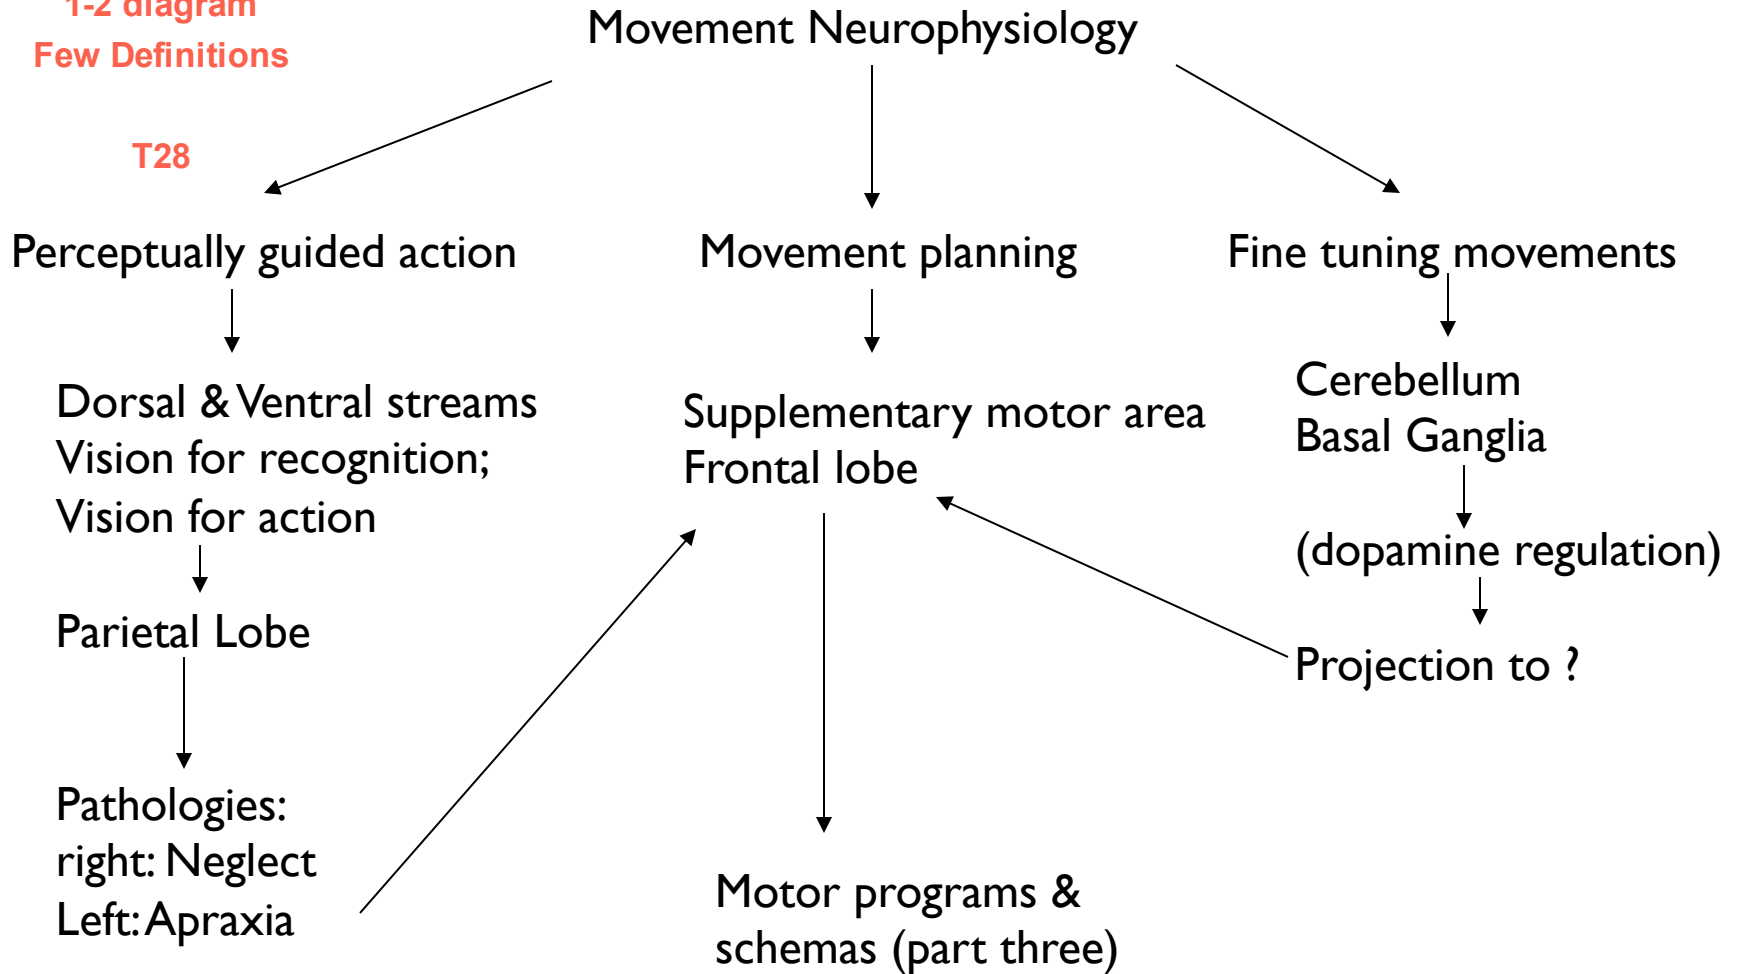 1-2 diagram
Few Definitions
T28
Movement Neurophysiology
Perceptually guided action
Dorsal & Ventral streams
Vision for recognition;
Vision for action
Parietal Lobe
Pathologies:
right: Neglect
Left: Apraxia
Movement planning
Supplementary motor area
Frontal lobe
Motor programs &
schemas (part three)
Fine tuning movements
Cerebellum
Basal Ganglia
(dopamine regulation)
Projection to ?